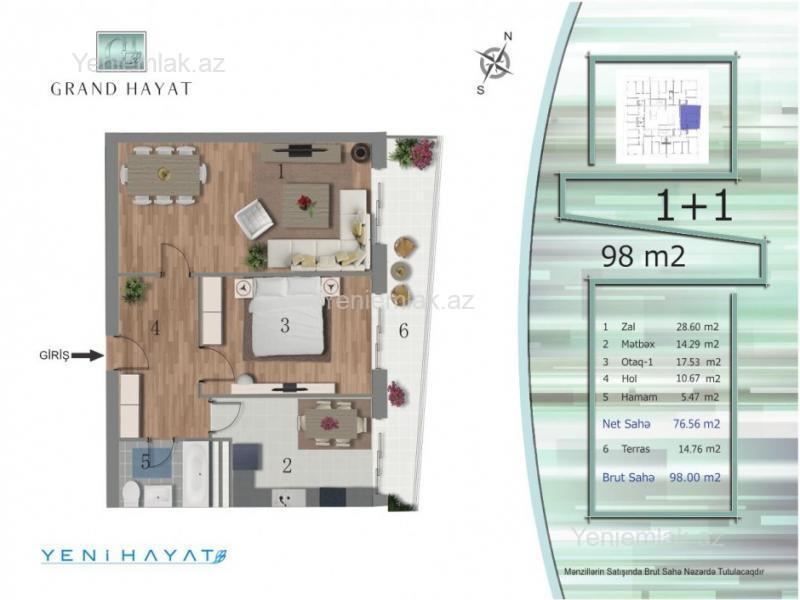 Yeniemlak.az
GRAND HAYAT
N
S
1
GİRİŞ
4
3
6
5
2
Yeniemlak.az
YENİHAYAT
1+1
98 m2
1 Zal 28.60 m2
2 Mətbəx 14.29 m2
3 Otaq-1 17.53 m2
4 Hol 10.67 m2
5 Hamam 5.47 m2
Net Sahə 76.56 m2
6 Terras 14.76 m2
Brut Sahə 98.00 m2
Yeniemlak.az
Mənzillərin Satışında Brut Sahə Nəzərdə Tutulacaqdır